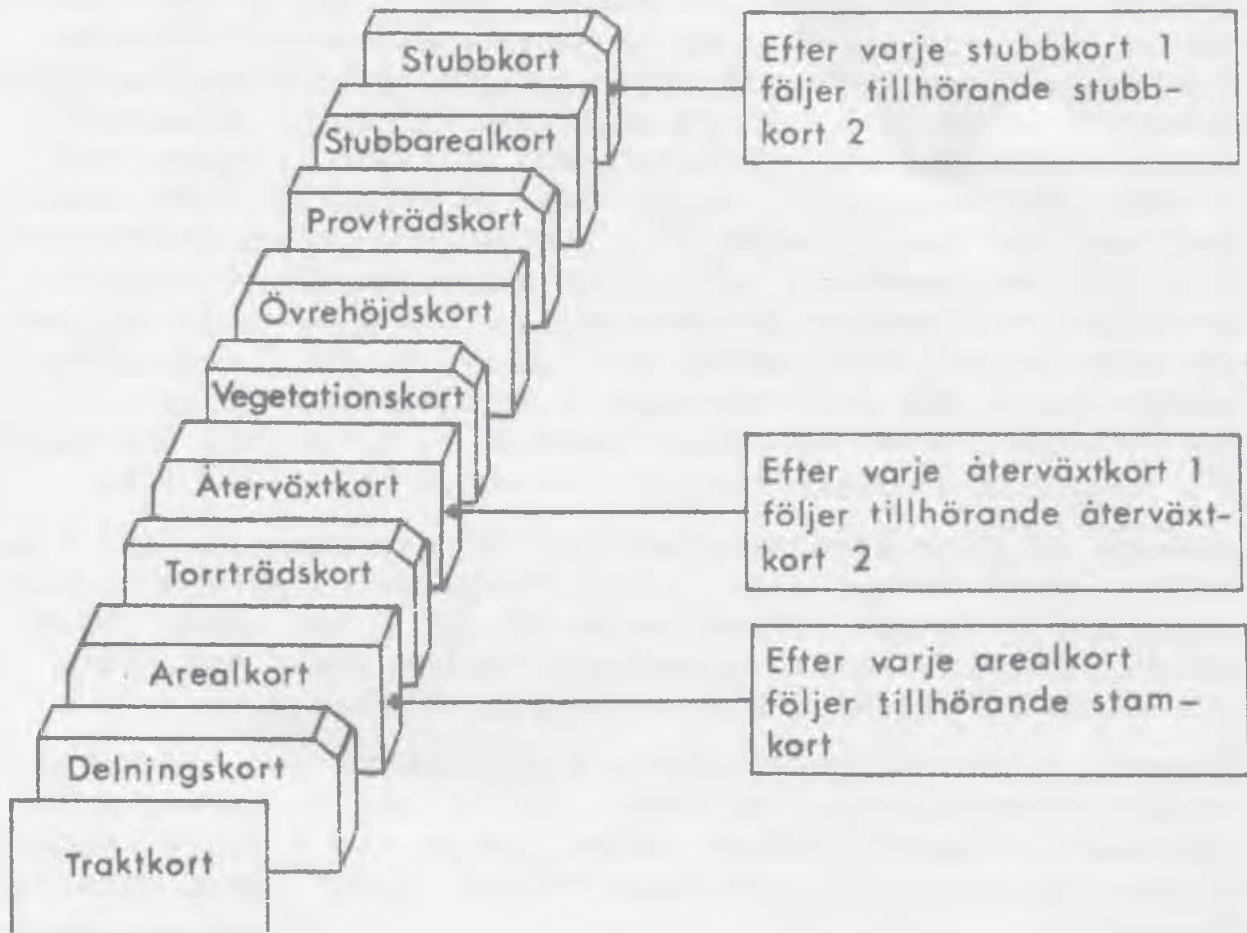 Stubbkort
Efter varje stubbkort 1
följer tillhörande stubb-
kort 2
Stubbarealkort
Provträdskort
Övrehöjdskort
Vegetationskort
Återväxtkort
Efter varje återväxtkort 1
följer tillhörande återväxt-
kort 2
Torrträdskort
Arealkort
Efter varje arealkort
följer tillhörande stam-
kort
Delningskort
Traktkort